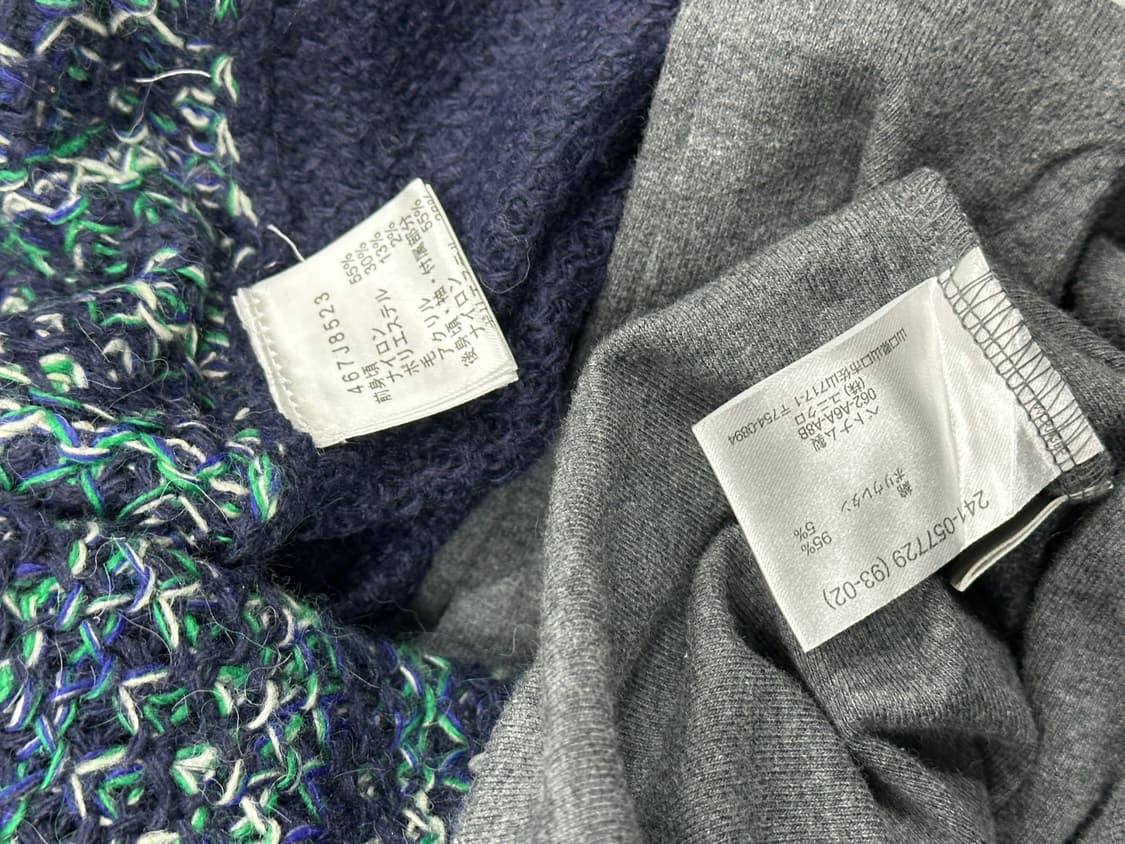 467J8523
前身頃
ナイロン 55%
ポリエステル 30%
毛 13%
アクリル 2%
後身頃・袖・付属部分
ナイロン 55%
241-057729 (93-02)
綿 95%
ポリウレタン 5%
ベトナム製
062-A6A-A8B
(株)ユニクロ
山口県山口市佐山717-1 〒754-0894